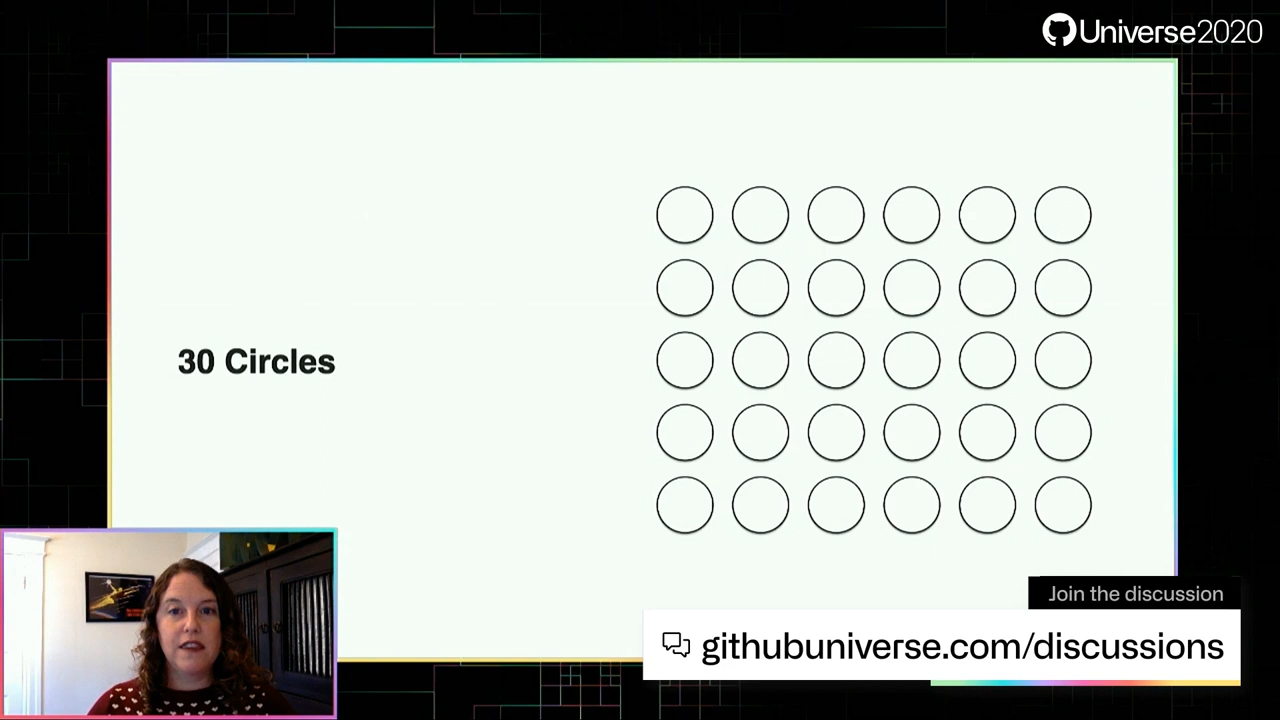 Universe2020
30 Circles
Join the discussion
githubuniverse.com/discussions